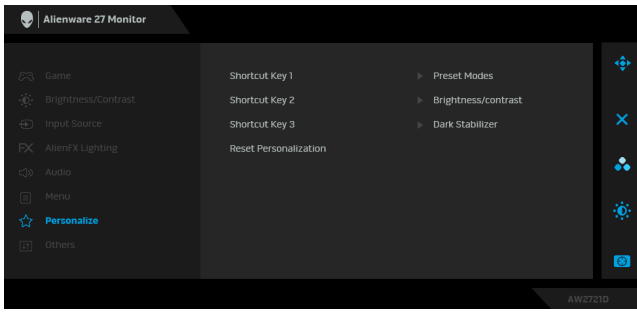 Alienware 27 Monitor
Game
Brightness/Contrast
Input Source
FX AlienFX Lighting
Audio
Menu
Personalize
Others
Shortcut Key 1 Preset Modes
Shortcut Key 2 Brightness/contrast
Shortcut Key 3 Dark Stabilizer
Reset Personalization
AW2721D